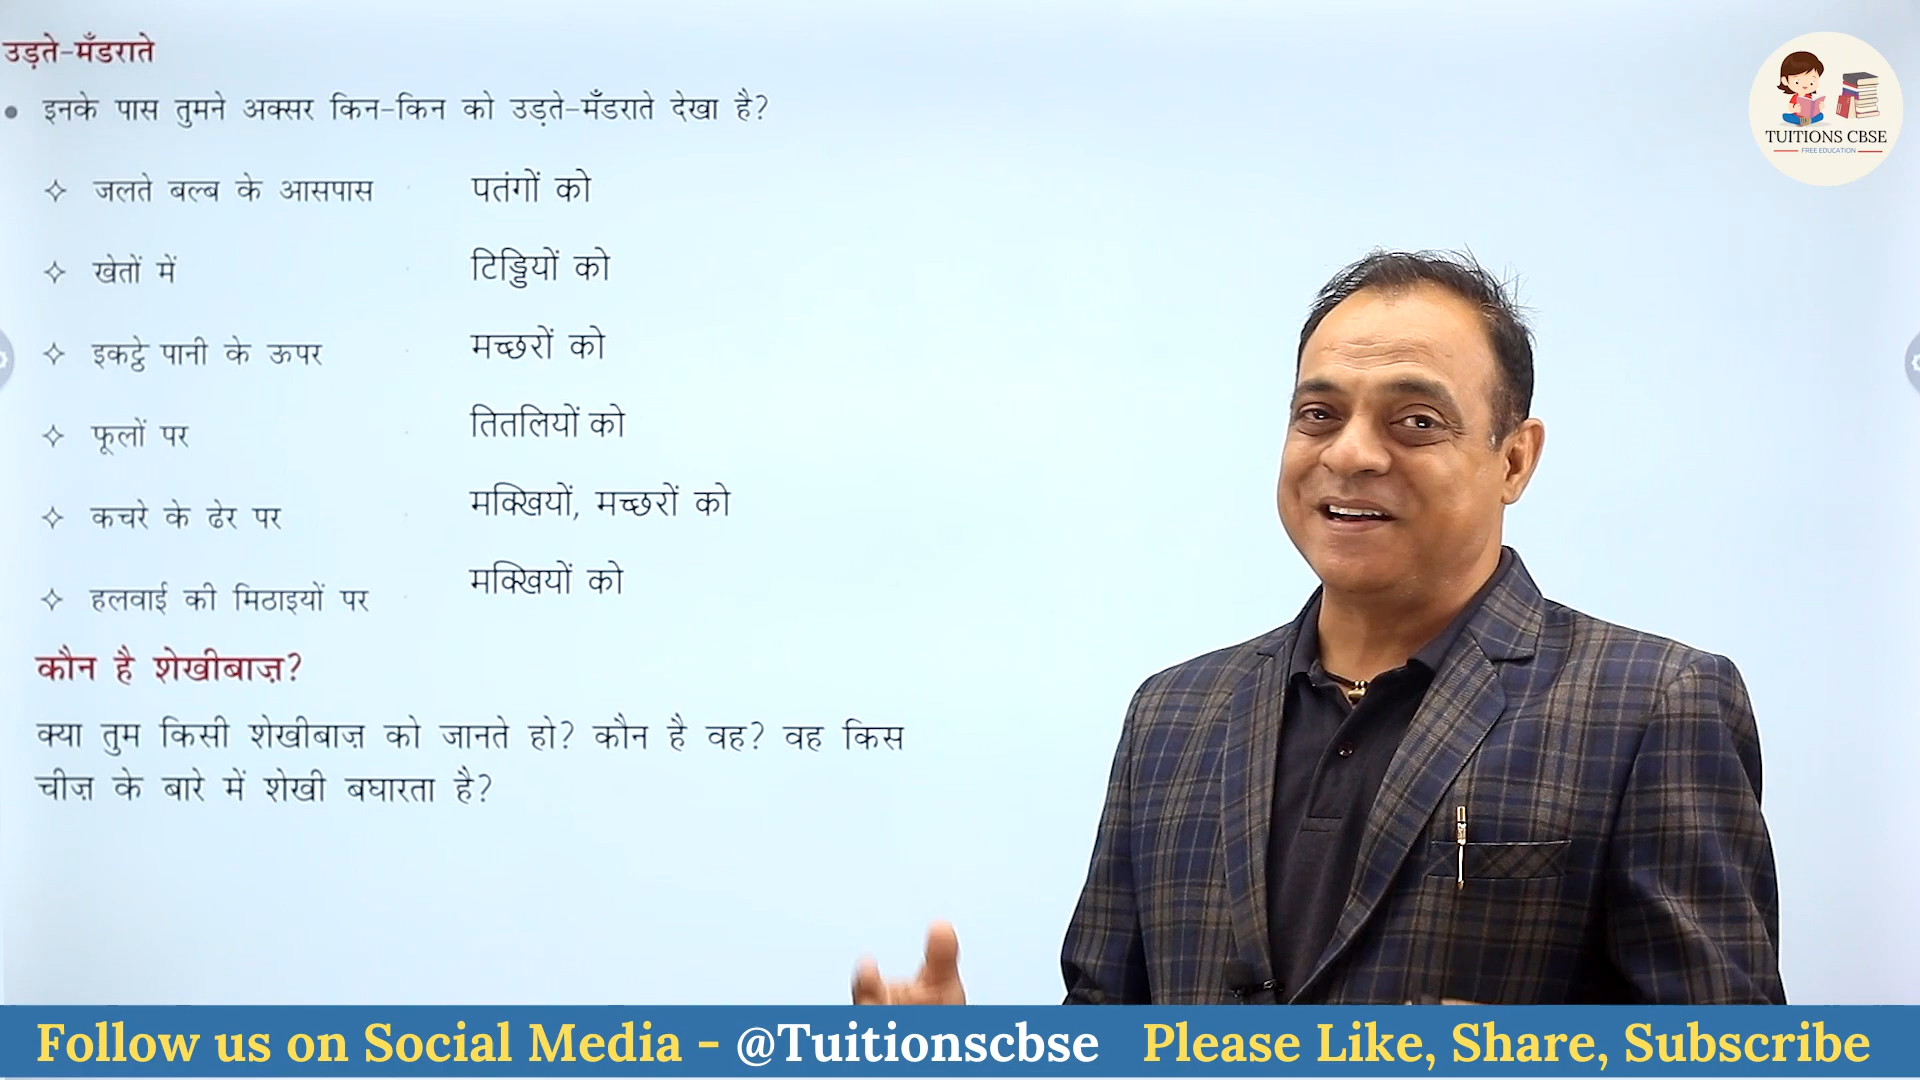 उड़ते-मँडराते
इनके पास तुमने अक्सर किन-किन को उड़ते-मँडराते देखा है?
जलते बल्ब के आसपास पतंगों को
खेतों में टिड्डियों को
इकट्ठे पानी के ऊपर मच्छरों को
फूलों पर तितलियों को
कचरे के ढेर पर मक्खियों, मच्छरों को
हलवाई की मिठाइयों पर मक्खियों को
कौन है शेखीबाज़?
क्या तुम किसी शेखीबाज़ को जानते हो? कौन है वह? वह किस
चीज़ के बारे में शेखी बघारता है?
TUITIONS CBSE
FREE EDUCATION
Follow us on Social Media - @Tuitionscbse Please Like, Share, Subscribe